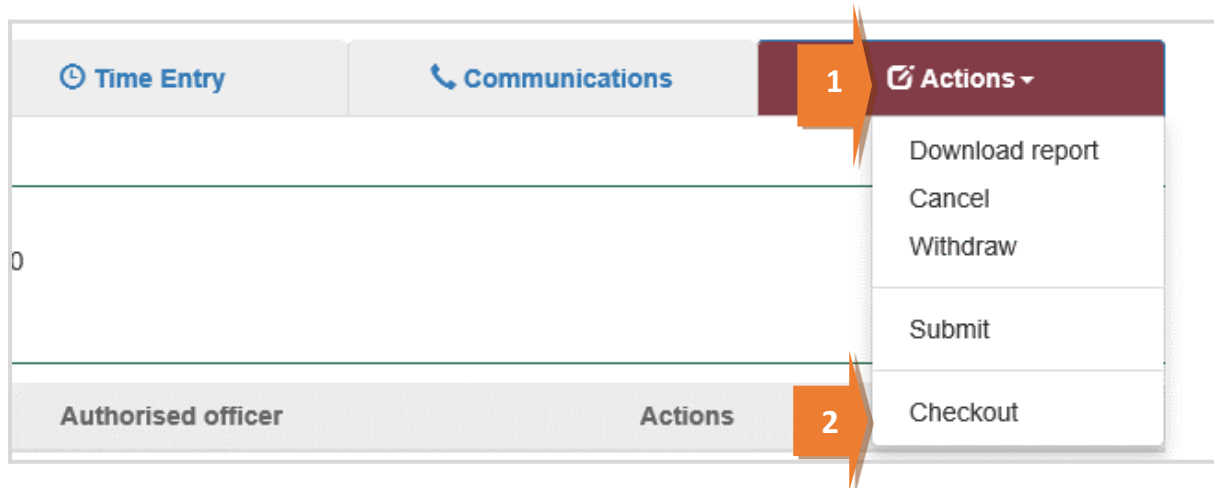 Time Entry
Communications
1
Actions
Download report
Cancel
Withdraw
0
Submit
Authorised officer
Actions
2
Checkout